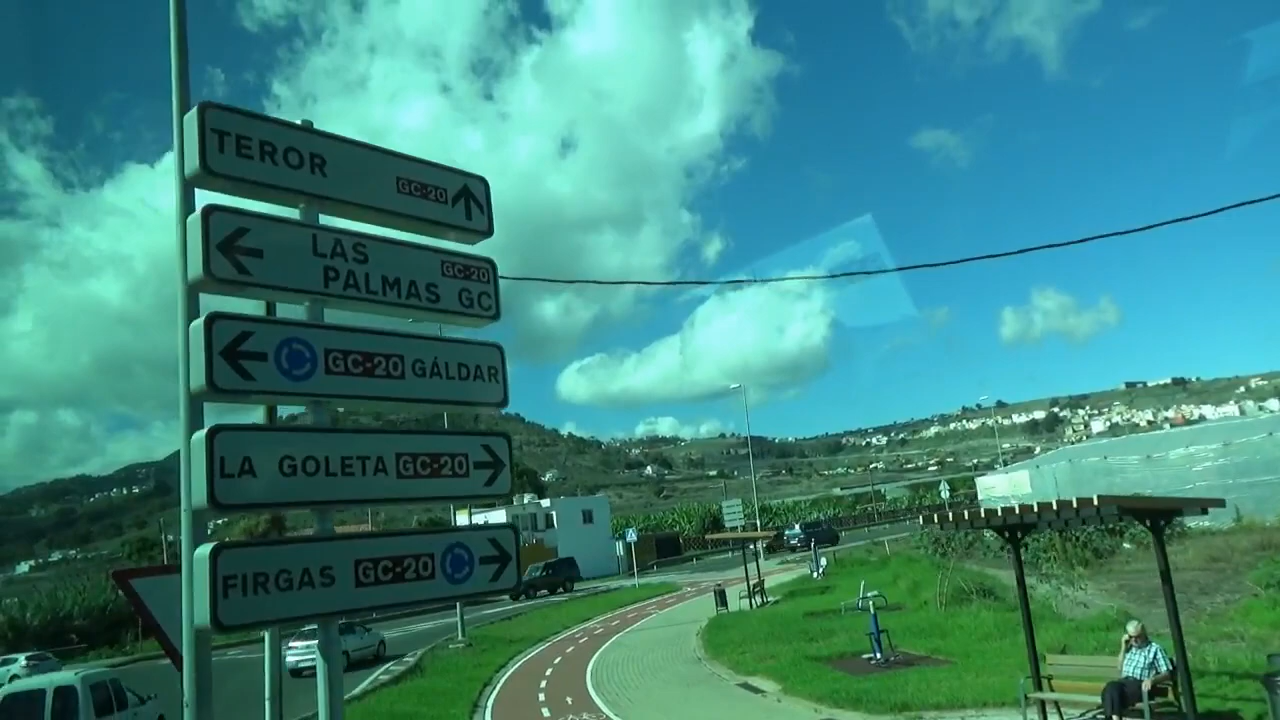 TEROR GC-20
LAS GC-20
PALMAS GC
GC-20 GÁLDAR
LA GOLETA GC-20
FIRGAS GC-20